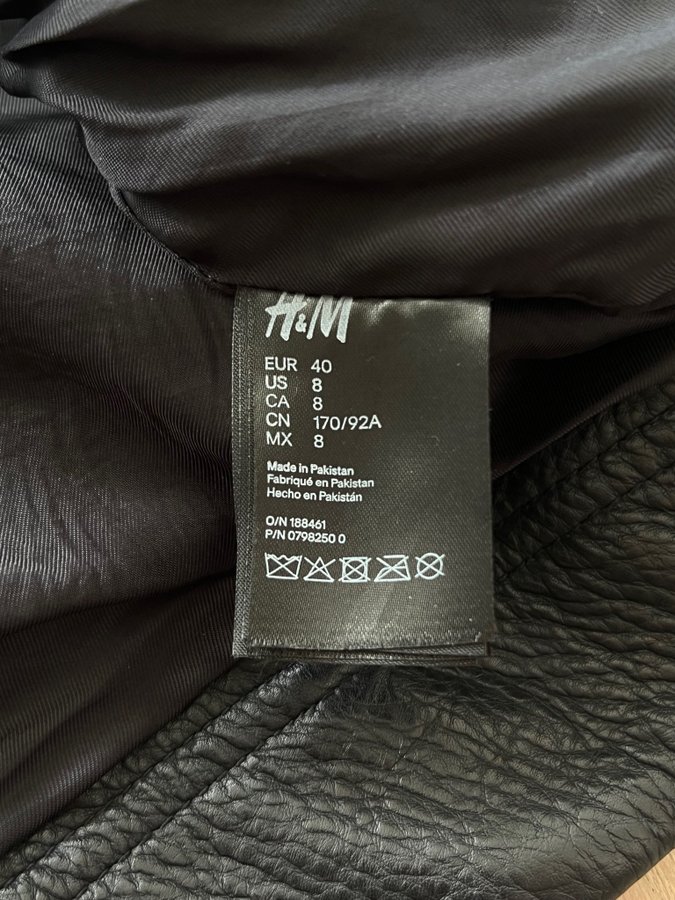 H&M
EUR 40
US 8
CA 8
CN 170/92A
MX 8
Made in Pakistan
Fabriqué en Pakistan
Hecho en Pakistán
O/N 188461
P/N 0798250 0